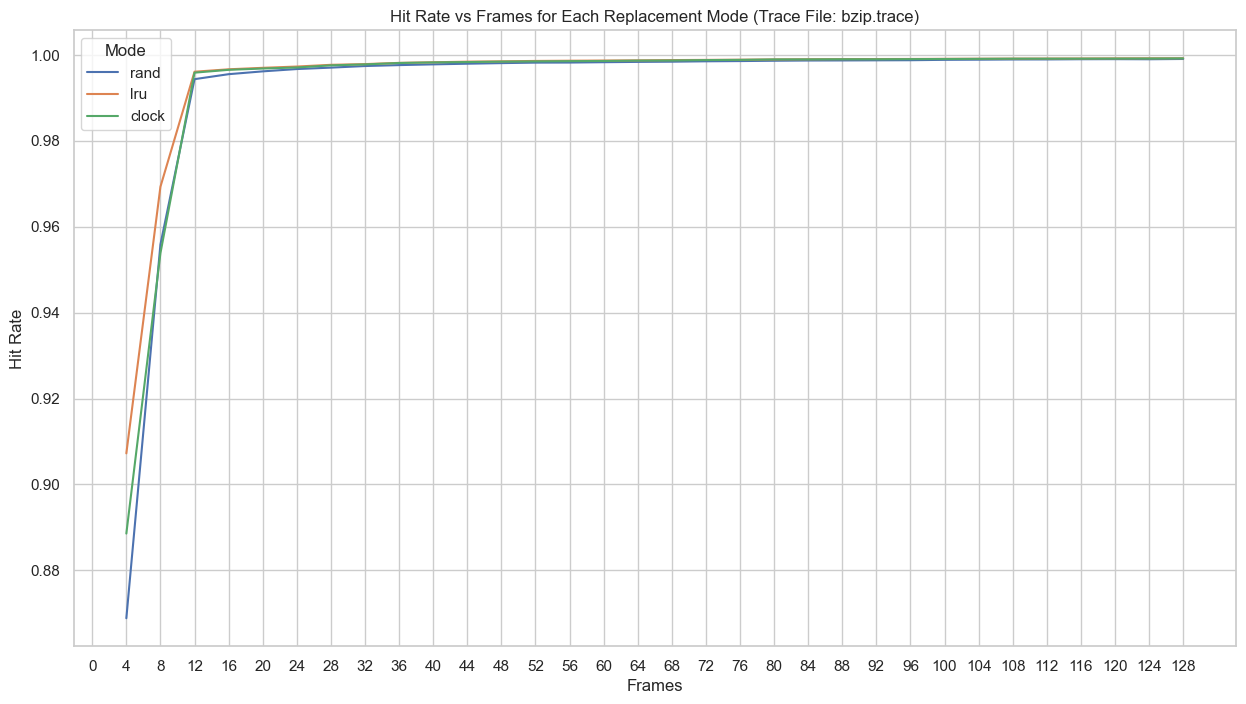 Hit Rate vs Frames for Each Replacement Mode (Trace File: bzip.trace)
Mode
rand
lru
clock
1.00
0.98
0.96
0.94
0.92
0.90
0.88
Hit Rate
0 4 8 12 16 20 24 28 32 36 40 44 48 52 56 60 64 68 72 76 80 84 88 92 96 100 104 108 112 116 120 124 128
Frames